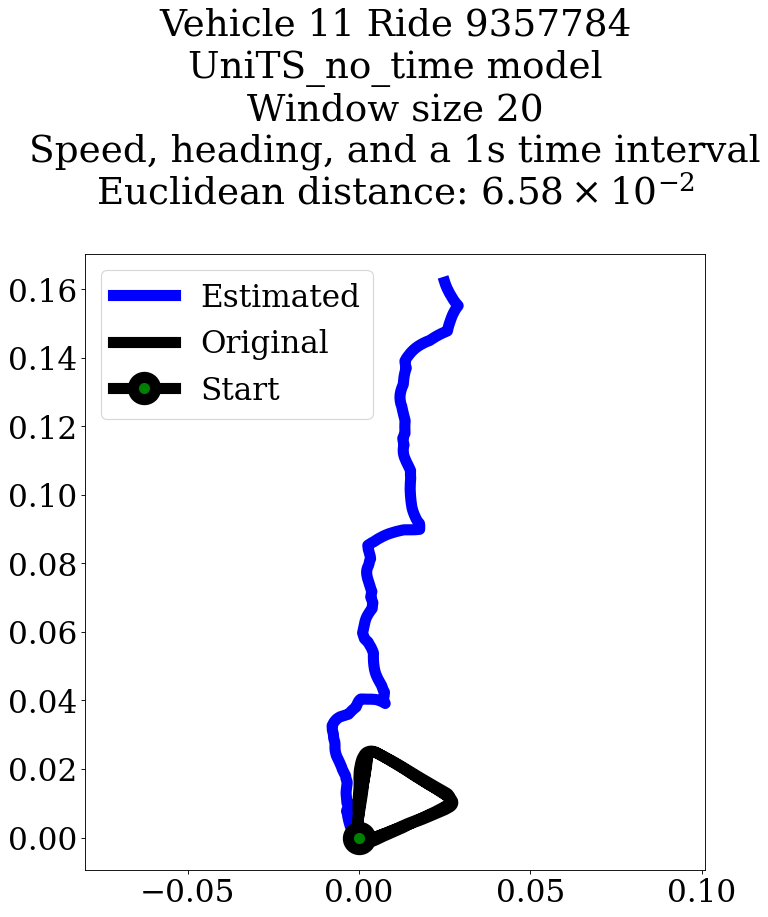 Vehicle 11 Ride 9357784
UniTS_no_time model
Window size 20
Speed, heading, and a 1s time interval
Euclidean distance: 6.58 × 10⁻²
Estimated
Original
Start
0.16
0.14
0.12
0.10
0.08
0.06
0.04
0.02
0.00
−0.05
0.00
0.05
0.10